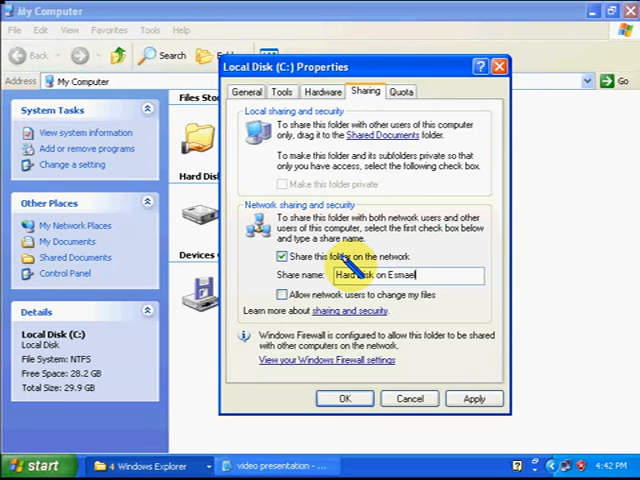 My Computer
File Edit View Favorites Tools Help
Back Search
Address My Computer Go
System Tasks
View system information
Add or remove programs
Change a setting
Other Places
My Network Places
My Documents
Shared Documents
Control Panel
Details
Local Disk (C:)
Local Disk
File System: NTFS
Free Space: 28.2 GB
Total Size: 29.9 GB
Files Sto
Hard Disk
Devices
Local Disk (C:) Properties
General Tools Hardware Sharing Quota
Local sharing and security
To share this folder with other users of this computer
only, drag it to the Shared Documents folder.
To make this folder and its subfolders private so that
only you have access, select the following check box.
Make this folder private
Network sharing and security
To share this folder with both network users and other
users of this computer, select the first check box below
and type a share name.
Share this folder on the network
Share name: Hard Disk on Esmael
Allow network users to change my files
Learn more about sharing and security.
Windows Firewall is configured to allow this folder to be
shared with other computers on the network.
View your Windows Firewall settings
OK Cancel Apply
start 4 Windows Explorer video presentation - ... 4:42 PM